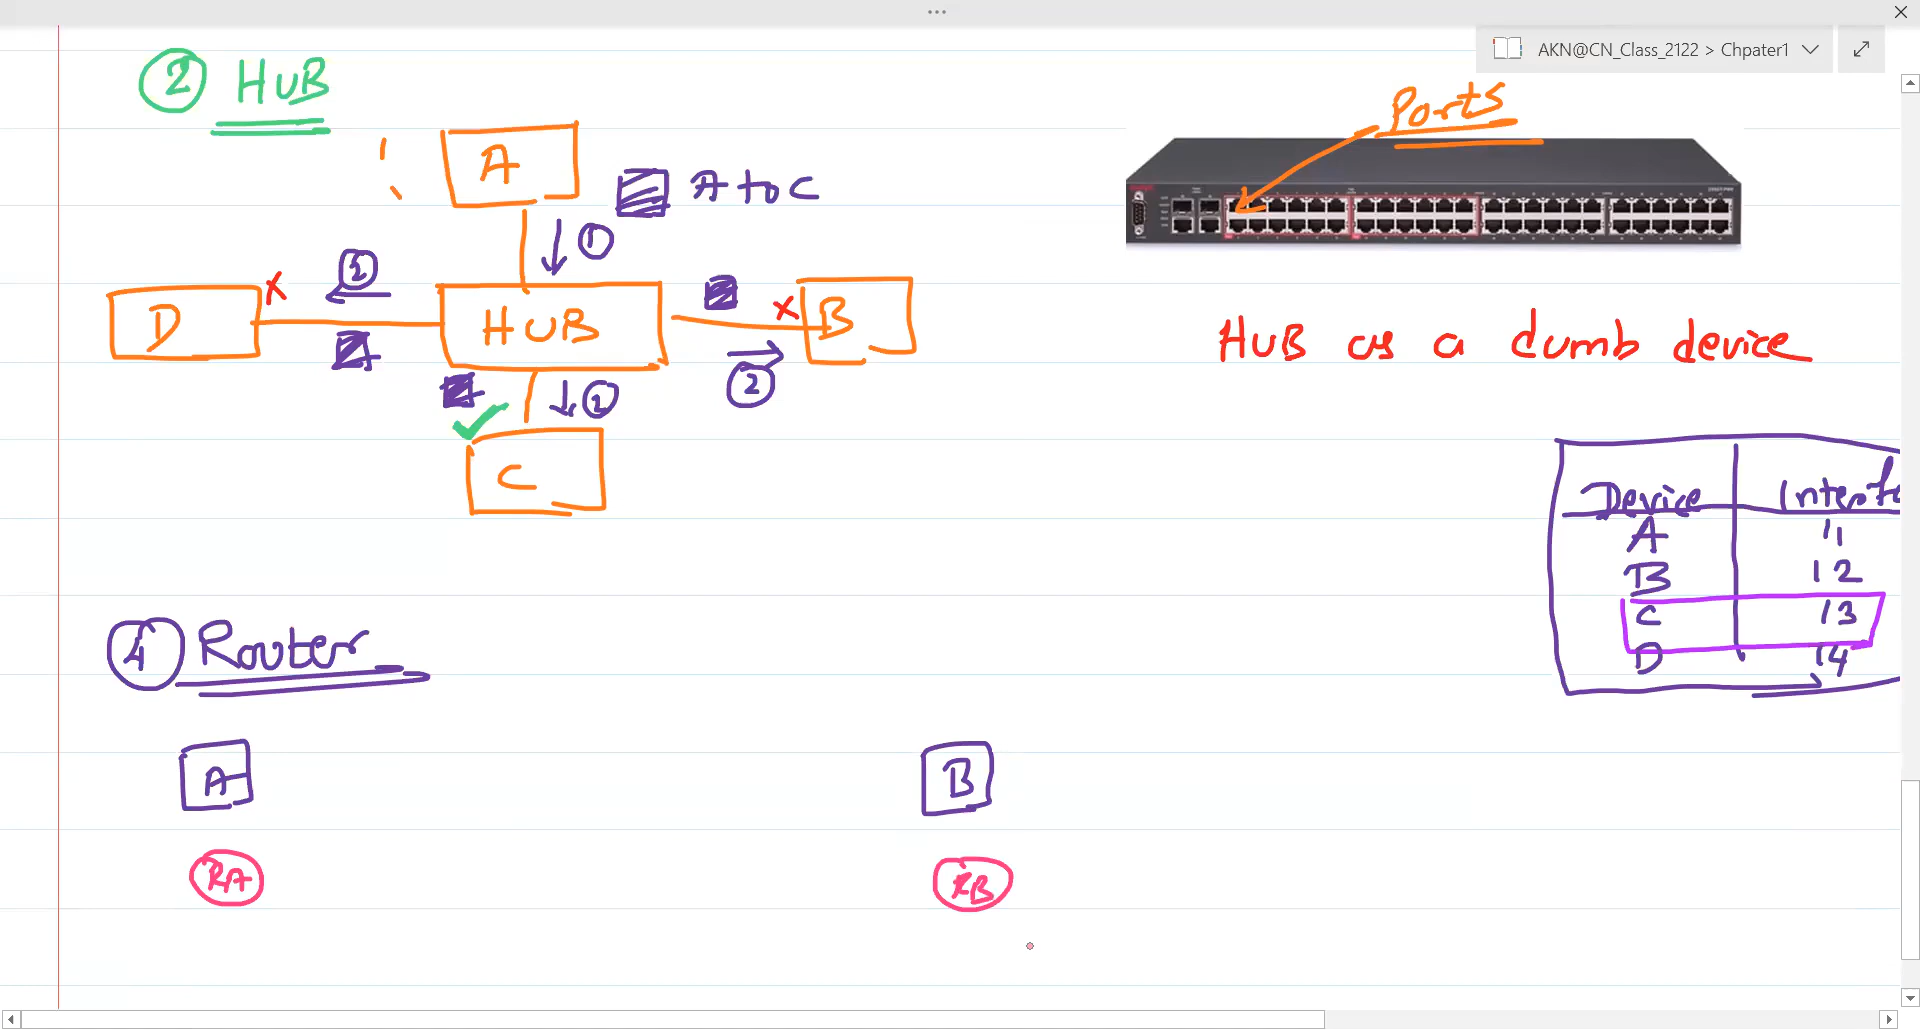 AKN@CN_Class_2122 > Chpater1
② HUB
Ports
A
A to C
①
②
D
X
HUB
X
B
②
②
C
HUB as a dumb device
Device
A 11
B 12
C 13
D 14
④ Router
A
B
RA
RB